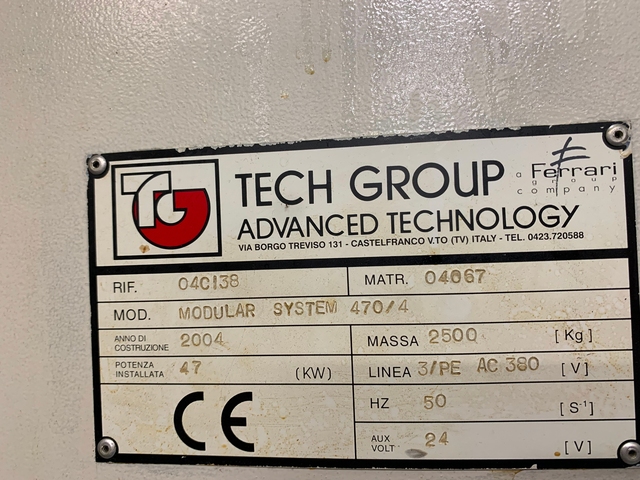 TG
TECH GROUP
a Ferrari
group
company
ADVANCED TECHNOLOGY
VIA BORGO TREVISO 131 - CASTELFRANCO V.TO (TV) ITALY - TEL. 0423.720588
RIF. 04C138 MATR. 04067
MOD. MODULAR SYSTEM 470/4
ANNO DI COSTRUZIONE 2004 MASSA 2500 [Kg]
POTENZA INSTALLATA 47 (KW) LINEA 3/PE AC 380 [V]
CE HZ 50 [S-1]
AUX VOLT 24 [V]